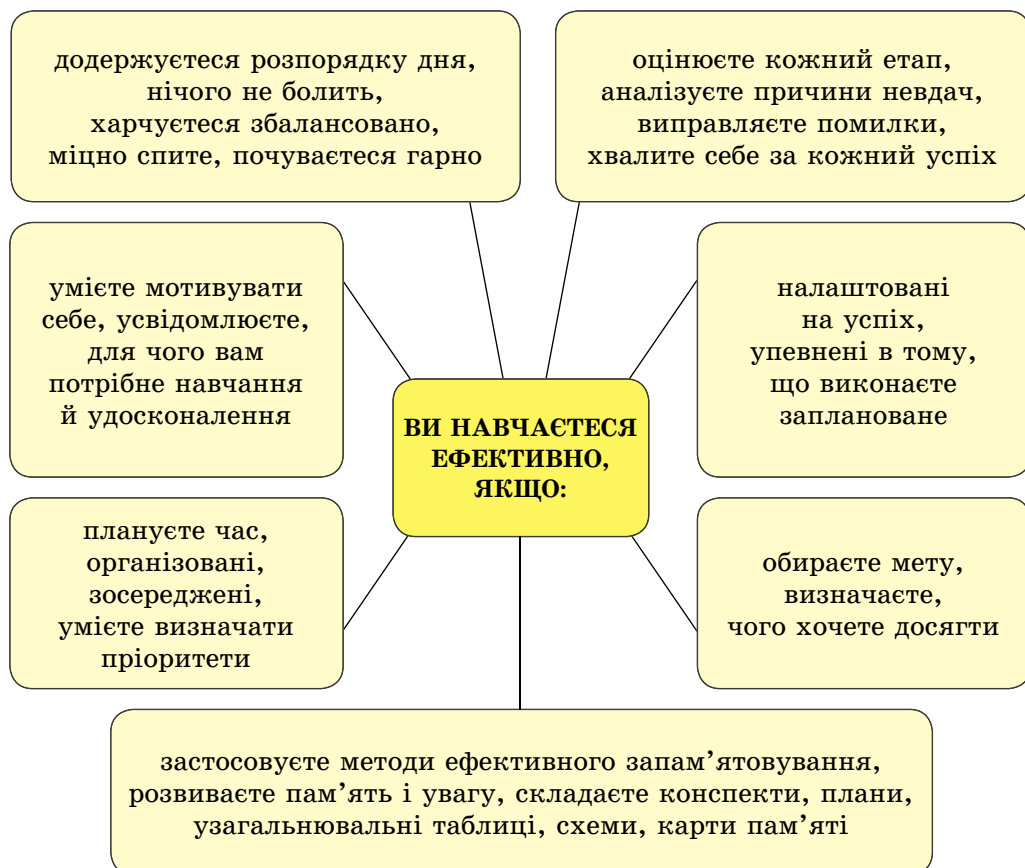 додержуєтеся розпорядку дня,
нічого не болить,
харчуєтеся збалансовано,
міцно спите, почуваєтеся гарно
оцінюєте кожний етап,
аналізуєте причини невдач,
виправляєте помилки,
хвалите себе за кожний успіх
умієте мотивувати
себе, усвідомлюєте,
для чого вам
потрібне навчання
й удосконалення
налаштовані
на успіх,
упевнені в тому,
що виконаєте
заплановане
ВИ НАВЧАЄТЕСЯ
ЕФЕКТИВНО,
ЯКЩО:
плануєте час,
організовані,
зосереджені,
умієте визначати
пріоритети
обираєте мету,
визначаєте,
чого хочете досягти
застосовуєте методи ефективного запам’ятовування,
розвиваєте пам’ять і увагу, складаєте конспекти, плани,
узагальнювальні таблиці, схеми, карти пам’яті